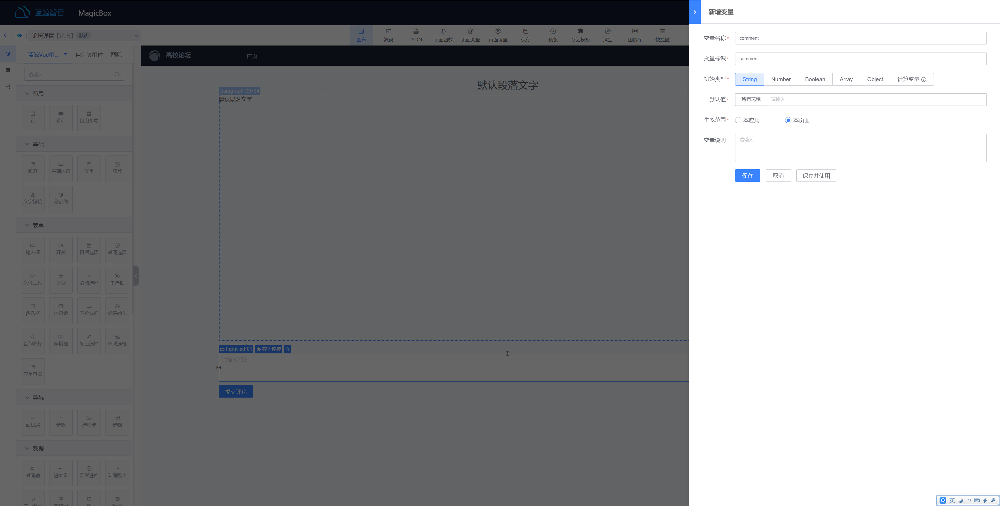 蓝鲸智云
MagicBox
论坛详情【论坛】 默认
画布
源码
JSON
页面函数
页面变量
页面设置
保存
预览
存为模板
清空
函数库
快捷键
蓝鲸Vue组...
自定义组件
图标
请输入
布局
行
多列
自由布局
基础
段落
基础按钮
文字
图片
文字链接
分割线
表单
输入框
开关
日期选择
时间选择
文件上传
评分
滑动选择
单选框
多选框
按钮组
下拉选框
标签输入
查询选择
穿梭框
颜色选择
级联选框
表单容器
导航
面包屑
步骤
选项卡
步骤
数据
时间轴
进度条
圆形进度
动画数字
高校论坛
首页
默认段落文字
paragraph-09734
默认段落文字
input-edf01
存为模板
请输入评论
提交评论
新增变量
变量名称 *
comment
变量标识 *
comment
初始类型 *
String
Number
Boolean
Array
Object
计算变量
默认值 *
所有环境
请输入
生效范围 *
本应用
本页面
变量说明
请输入
保存
取消
保存并使用
英